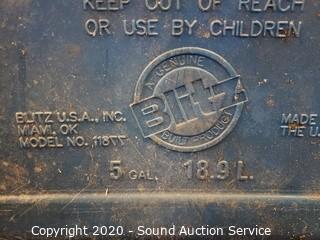 KEEP OUT OF REACH
OR USE BY CHILDREN
A GENUINE
Blitz
BLITZ PRODUCT
BLITZ U.S.A., INC.
MIAMI, OK
MODEL NO. 11877
MADE
THE U.
5 GAL. 18.9 L.
Copyright 2020 - Sound Auction Service